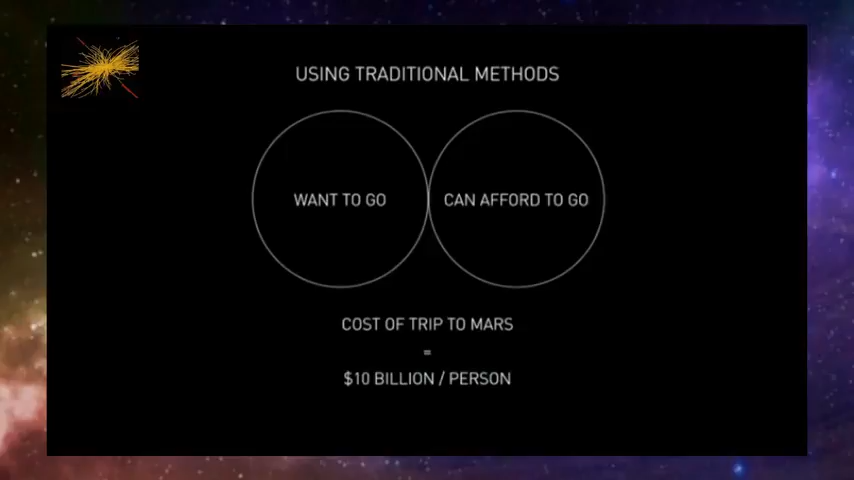 USING TRADITIONAL METHODS
WANT TO GO
CAN AFFORD TO GO
COST OF TRIP TO MARS
=
$10 BILLION / PERSON